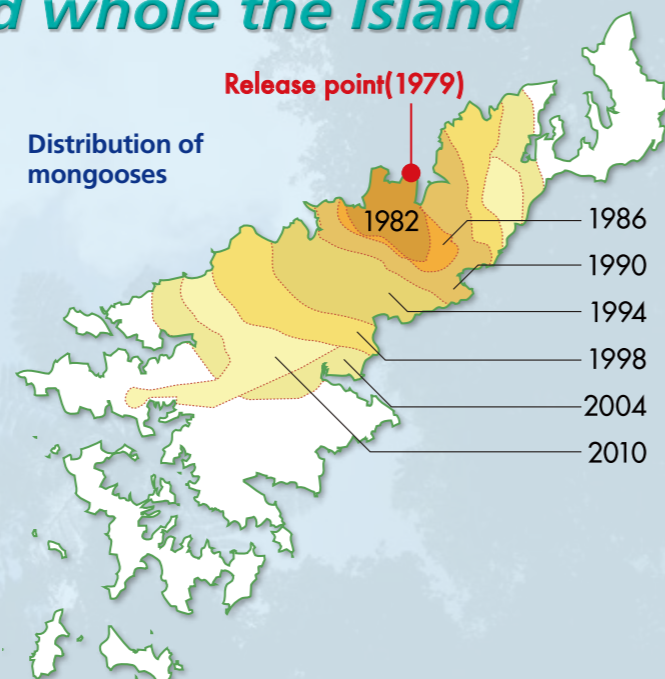 d whole the Island
Release point(1979)
Distribution of
mongooses
1982
1986
1990
1994
1998
2004
2010